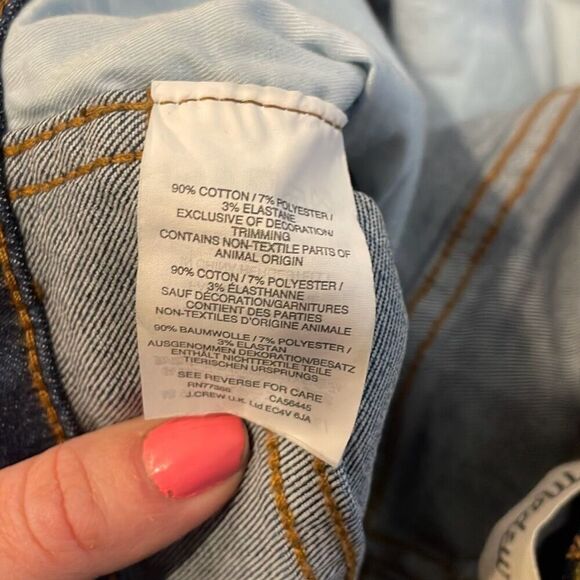 90% COTTON / 7% POLYESTER /
3% ELASTANE
EXCLUSIVE OF DECORATION/
TRIMMING
CONTAINS NON-TEXTILE PARTS OF
ANIMAL ORIGIN
90% COTON / 7% POLYESTER /
3% ÉLASTHANNE
SAUF DÉCORATION/GARNITURES
CONTIENT DES PARTIES
NON-TEXTILES D'ORIGINE ANIMALE
90% BAUMWOLLE / 7% POLYESTER /
3% ELASTAN
AUSGENOMMEN DEKORATION/BESATZ
ENTHÄLT NICHTTEXTILE TEILE
TIERISCHEN URSPRUNGS
SEE REVERSE FOR CARE
RN77388 CA56445
J.CREW U.K. Ltd EC4V 6JA